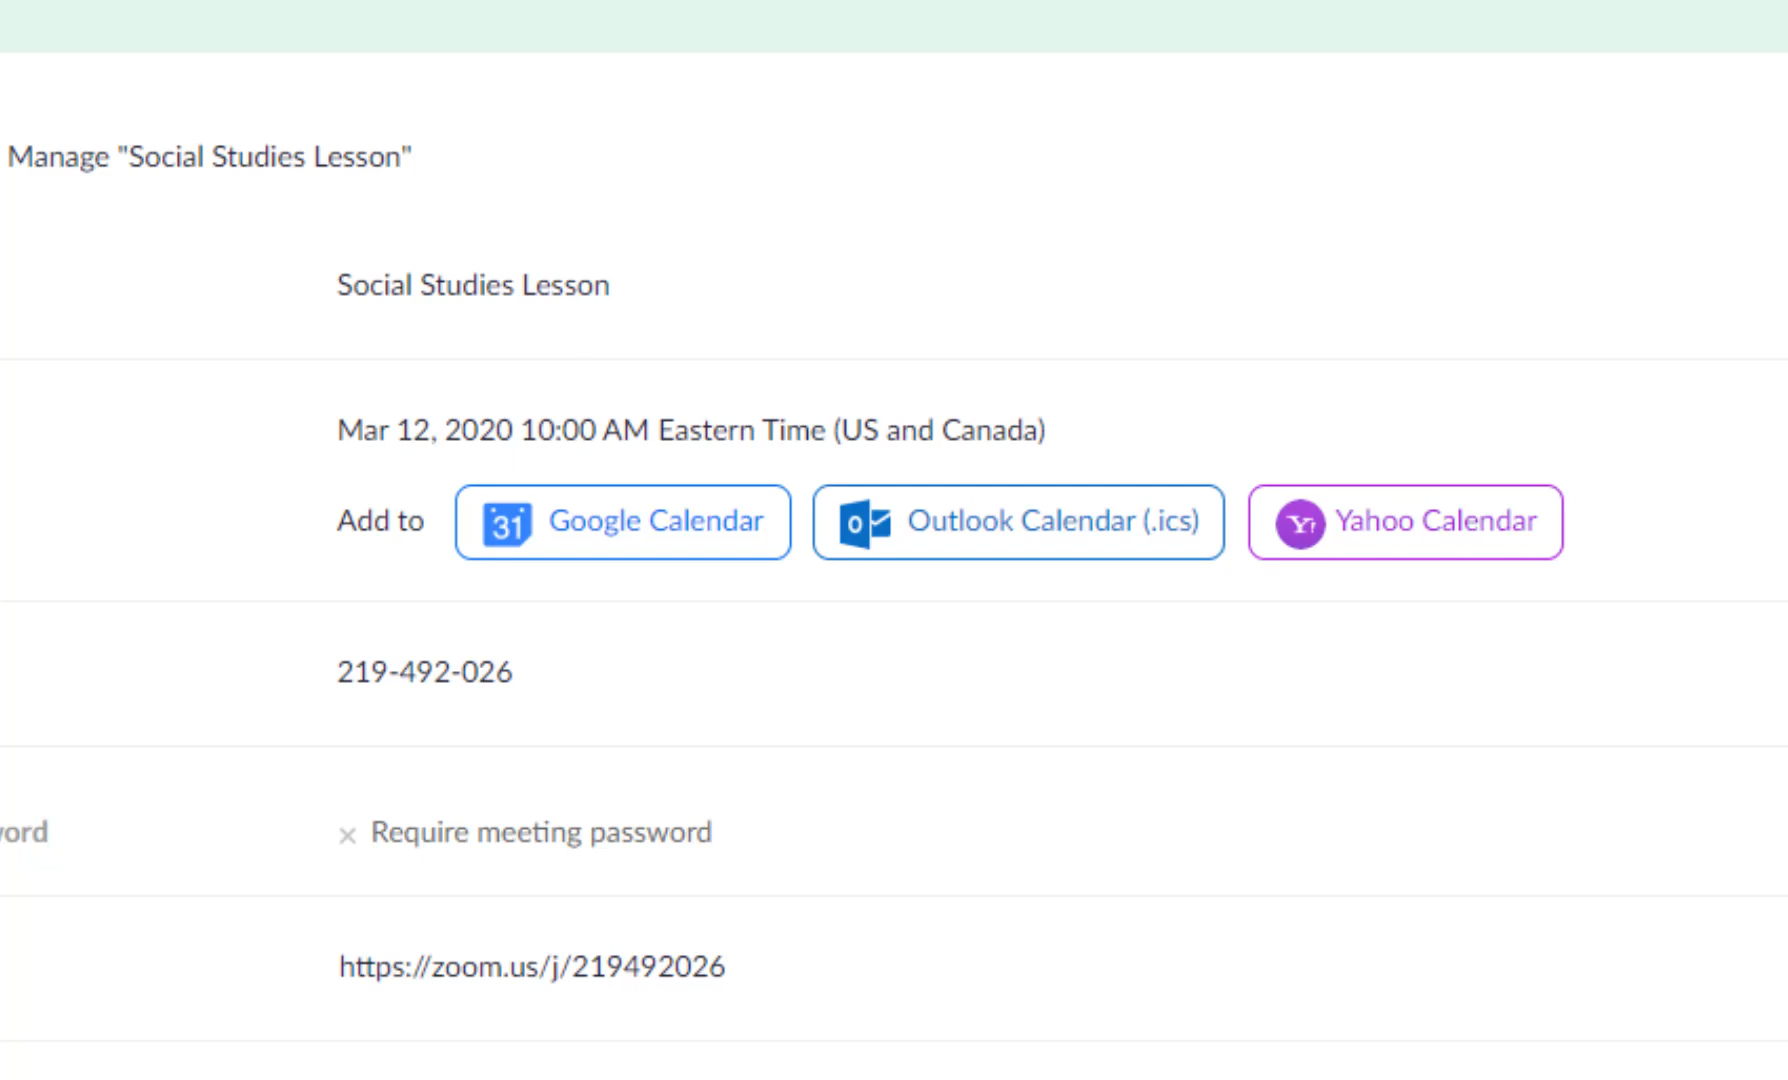 Manage "Social Studies Lesson"
Social Studies Lesson
Mar 12, 2020 10:00 AM Eastern Time (US and Canada)
Add to 31 Google Calendar o Outlook Calendar (.ics) Y! Yahoo Calendar
219-492-026
ord × Require meeting password
https://zoom.us/j/219492026